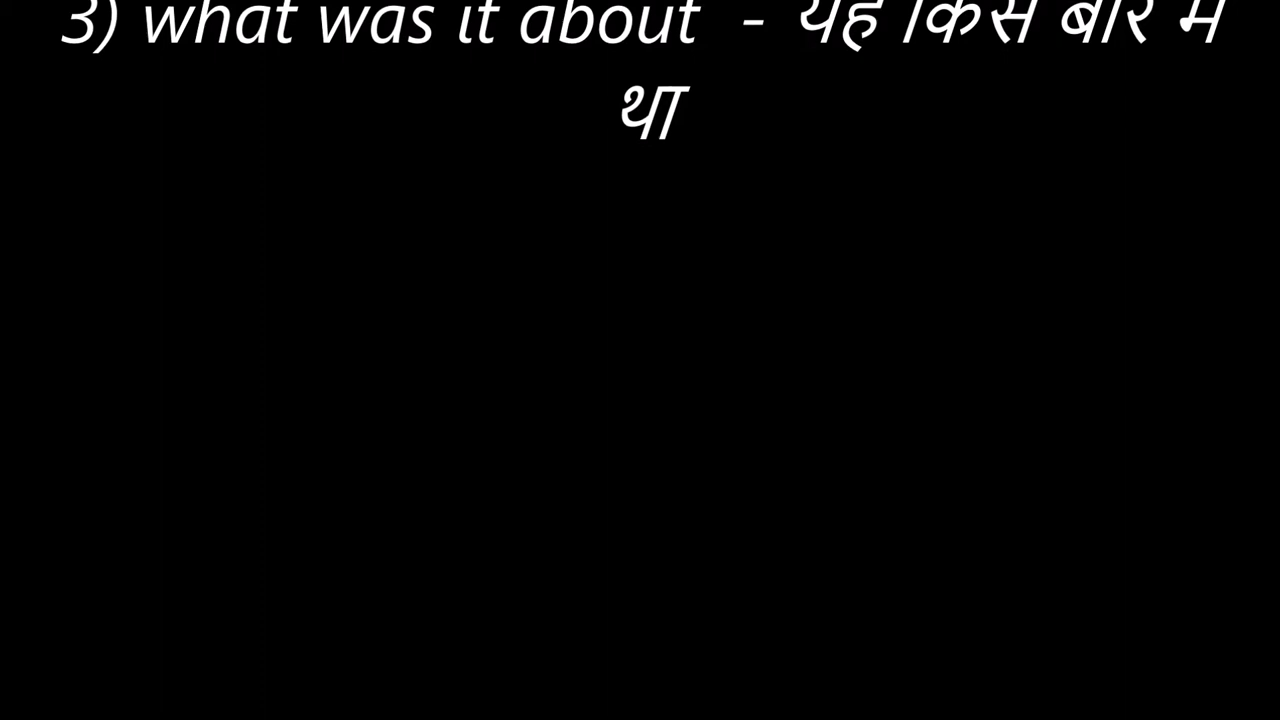 3) what was it about - यह किस बारे में
था